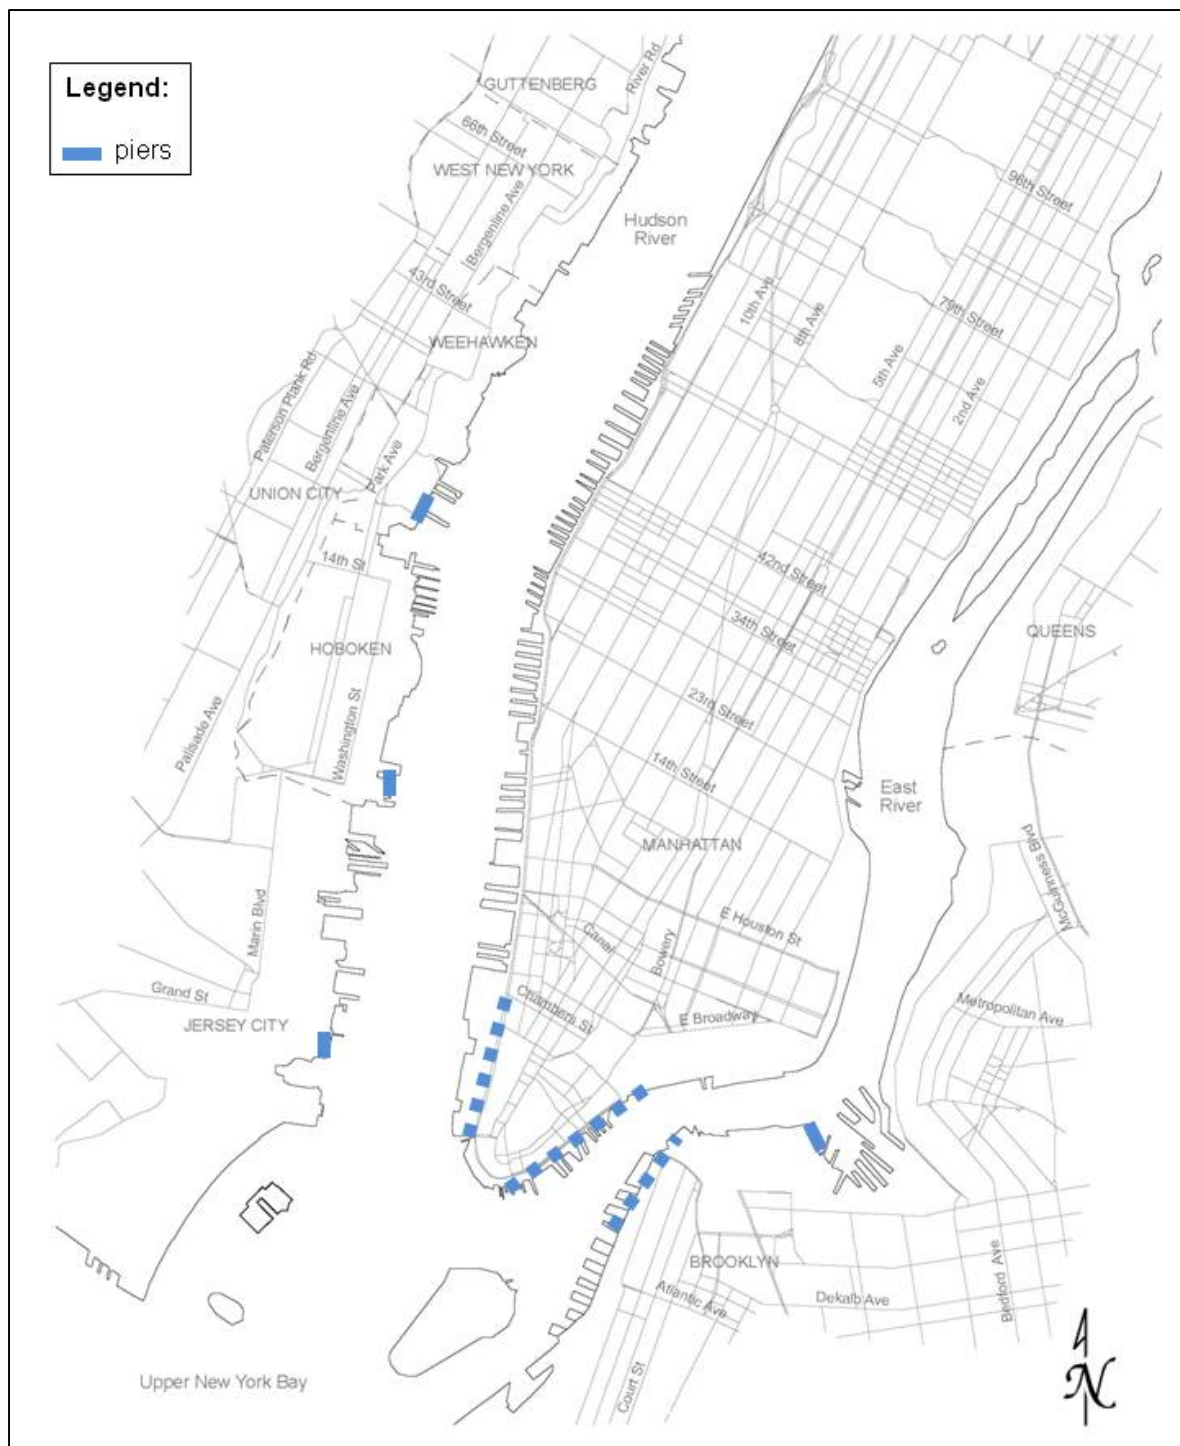 Legend:
piers
GUTTENBERG
River Rd
66th Street
WEST NEW YORK
Bergenline Ave
Hudson
River
96th Street
43rd Street
WEEHAWKEN
10th Ave
8th Ave
79th Street
5th Ave
2nd Ave
Paterson Plank Rd
Bergenline Ave
Park Ave
UNION CITY
14th St
42nd Street
34th Street
QUEENS
HOBOKEN
Washington St
Palisade Ave
23rd Street
14th Street
East
River
MANHATTAN
McGuinness Blvd
Marin Blvd
E Houston St
Canal
Bowery
Grand St
Chambers St
E Broadway
Metropolitan Ave
JERSEY CITY
BROOKLYN
Atlantic Ave
Dekalb Ave
Bedford Ave
Court St
Upper New York Bay
N